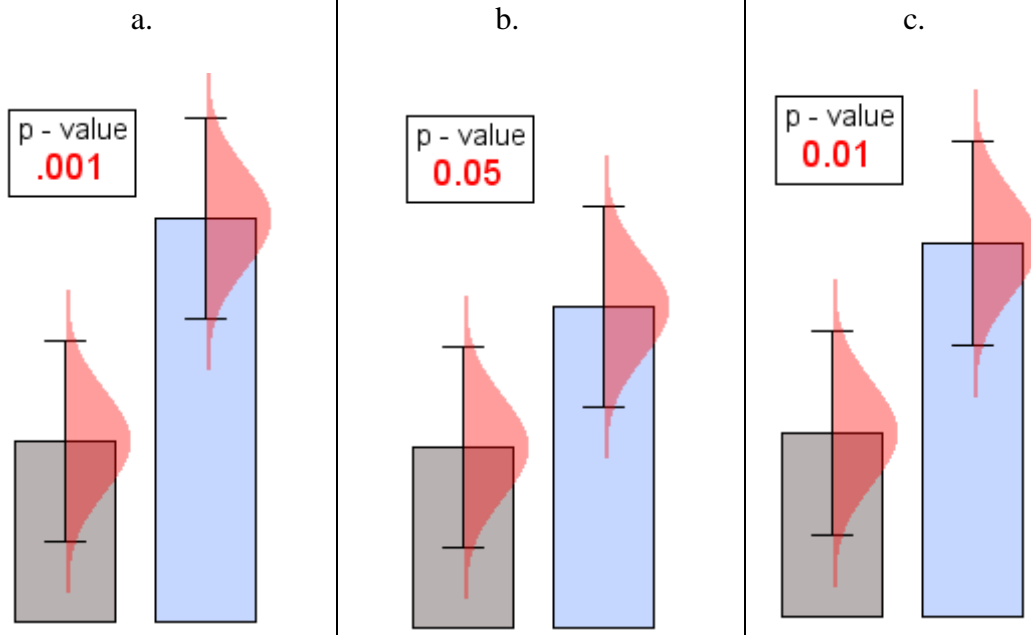 a.
p - value
.001
b.
p - value
0.05
c.
p - value
0.01